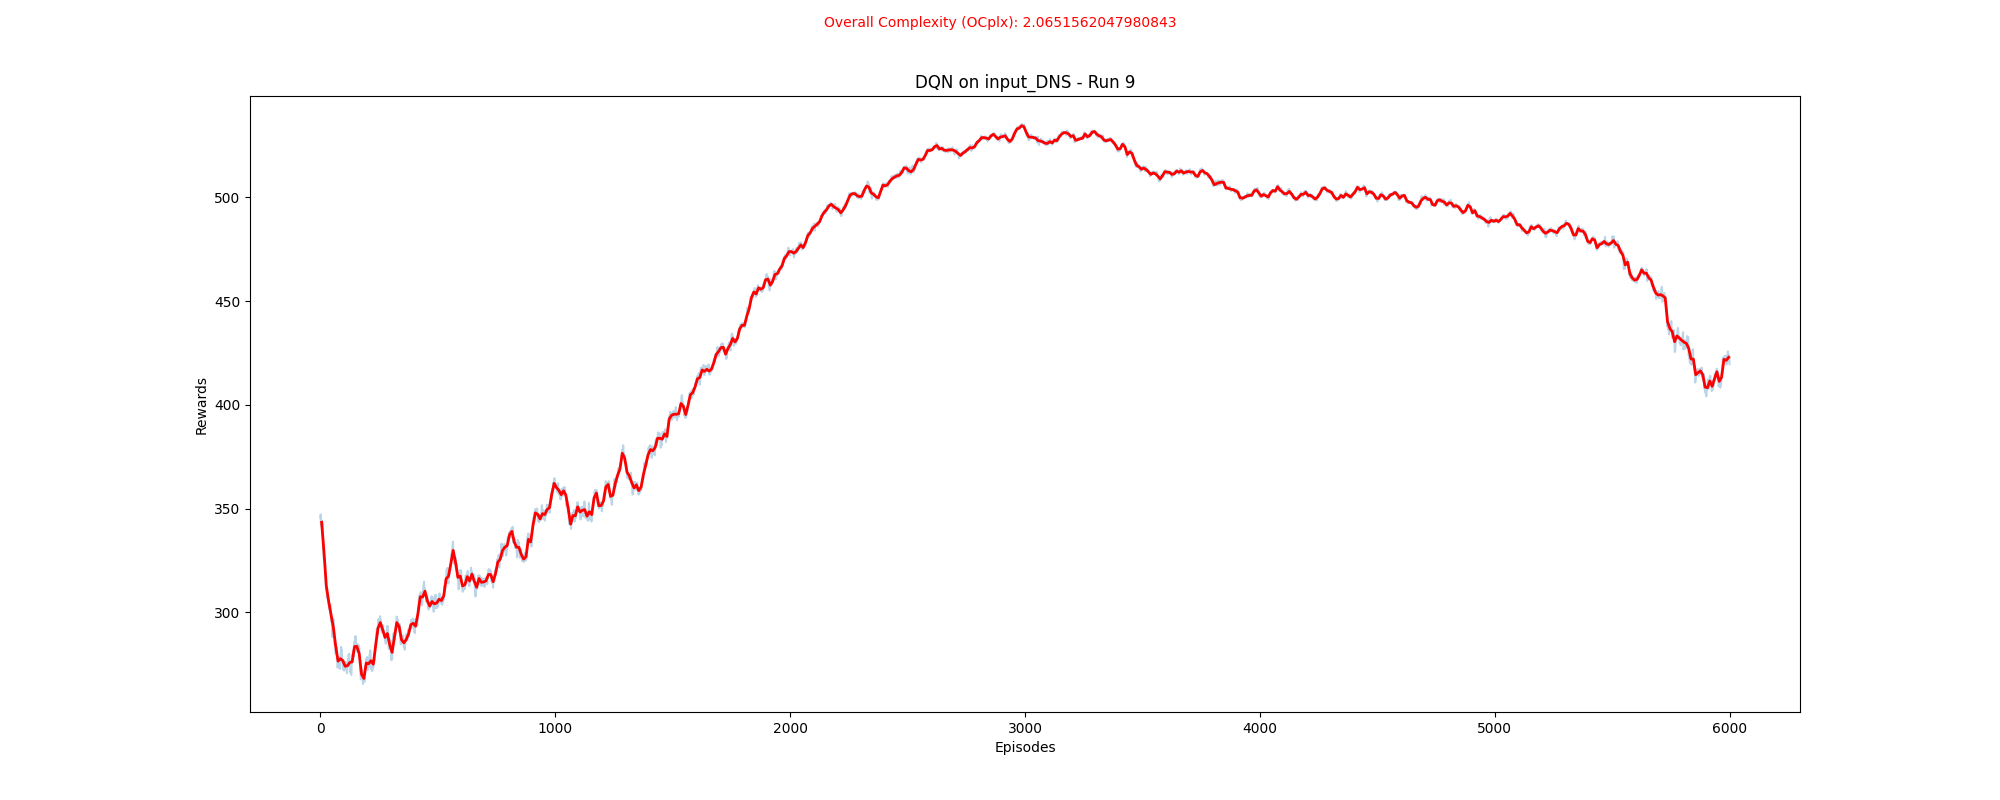 Overall Complexity (OCplx): 2.0651562047980843
DQN on input_DNS - Run 9
500
450
400
350
300
Rewards
0 1000 2000 3000 4000 5000 6000
Episodes